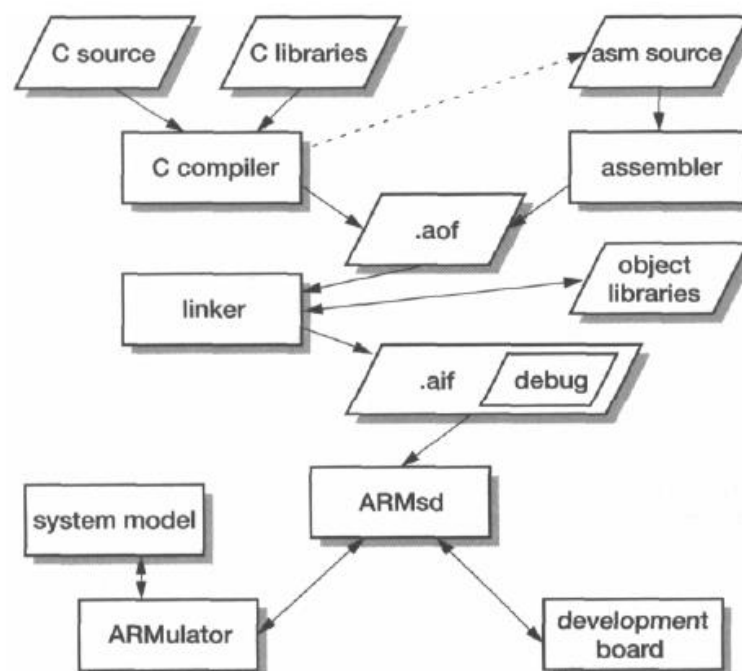 C source
C libraries
asm source
C compiler
assembler
.aof
object
libraries
linker
.aif
debug
ARMsd
system model
ARMulator
development
board